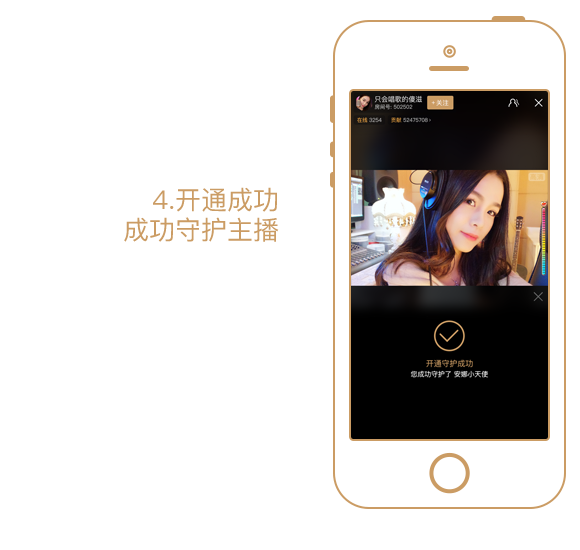 4.开通成功
成功守护主播
只会唱歌的傻滋
房间号: 502502
+关注
在线 3254 贡献 52475708 ›
开通守护成功
您成功守护了 安娜小天使